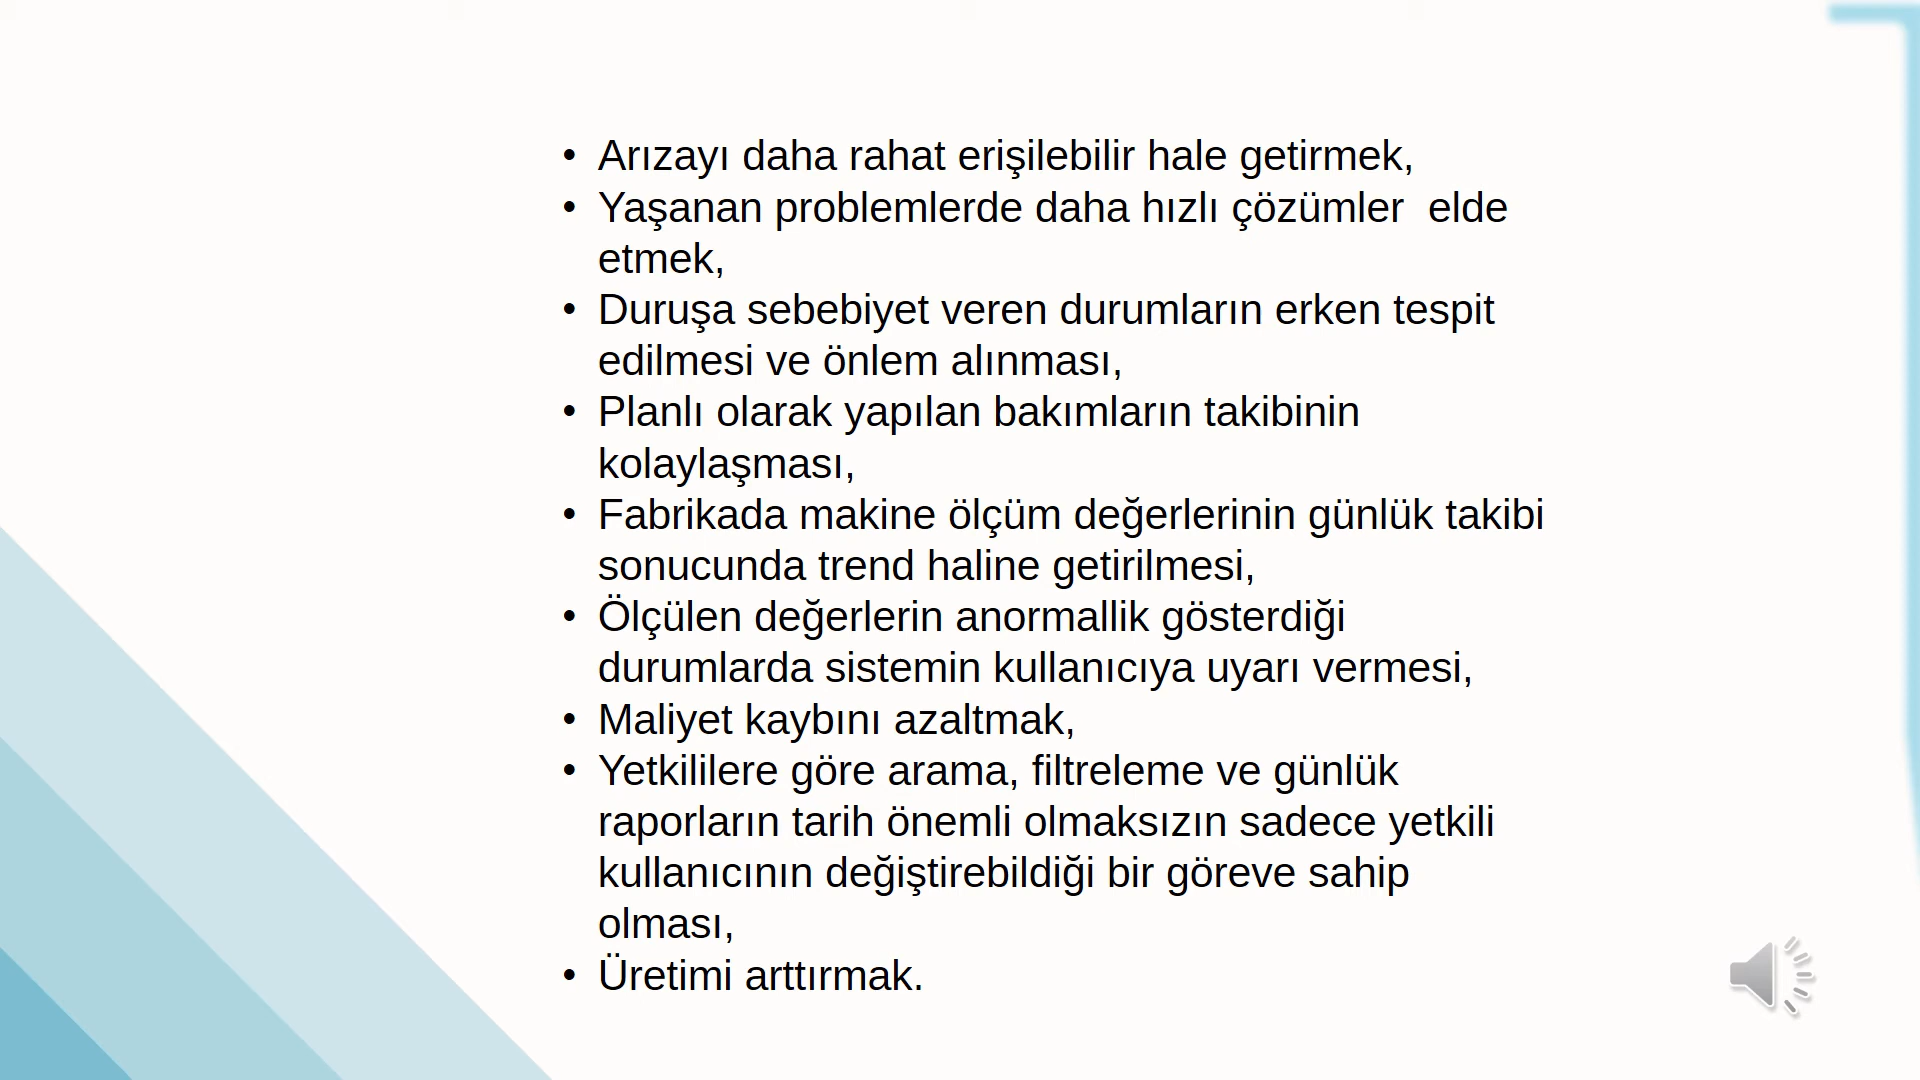 • Arızayı daha rahat erişilebilir hale getirmek,
• Yaşanan problemlerde daha hızlı çözümler  elde
etmek,
• Duruşa sebebiyet veren durumların erken tespit
edilmesi ve önlem alınması,
• Planlı olarak yapılan bakımların takibinin
kolaylaşması,
• Fabrikada makine ölçüm değerlerinin günlük takibi
sonucunda trend haline getirilmesi,
• Ölçülen değerlerin anormallik gösterdiği
durumlarda sistemin kullanıcıya uyarı vermesi,
• Maliyet kaybını azaltmak,
• Yetkililere göre arama, filtreleme ve günlük
raporların tarih önemli olmaksızın sadece yetkili
kullanıcının değiştirebildiği bir göreve sahip
olması,
• Üretimi arttırmak.